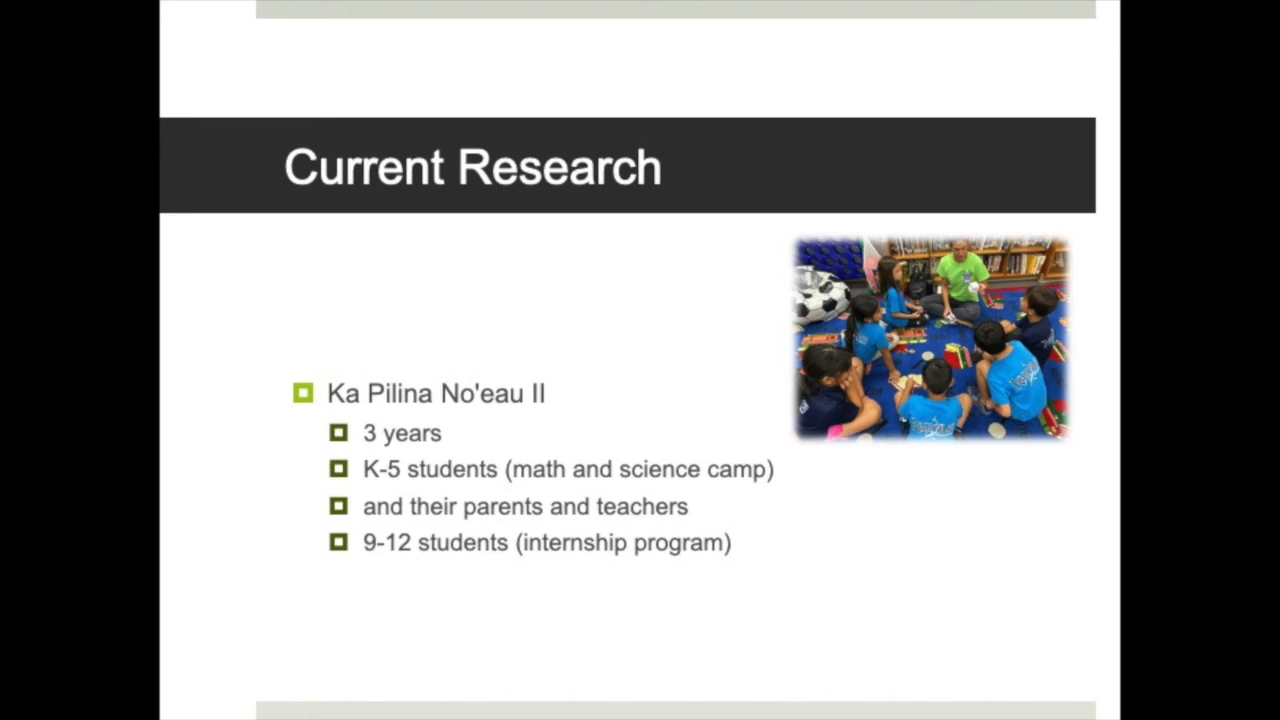 Current Research
Ka Pilina No'eau II
3 years
K-5 students (math and science camp)
and their parents and teachers
9-12 students (internship program)